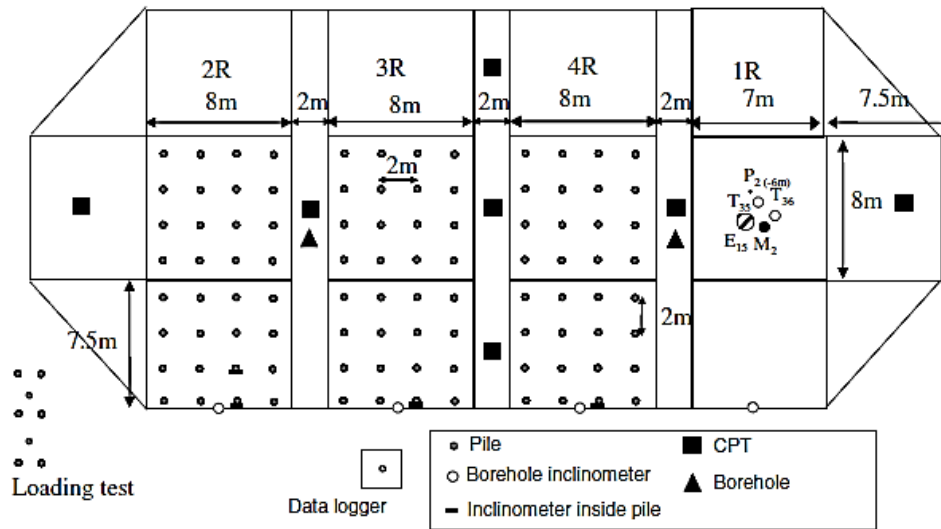 2R
3R
4R
1R
8m
2m
8m
2m
8m
2m
7m
7.5m
2m
P2 (-6m)
T35
T36
E15
M2
8m
7.5m
2m
Loading test
Data logger
Pile
Borehole inclinometer
Inclinometer inside pile
CPT
Borehole